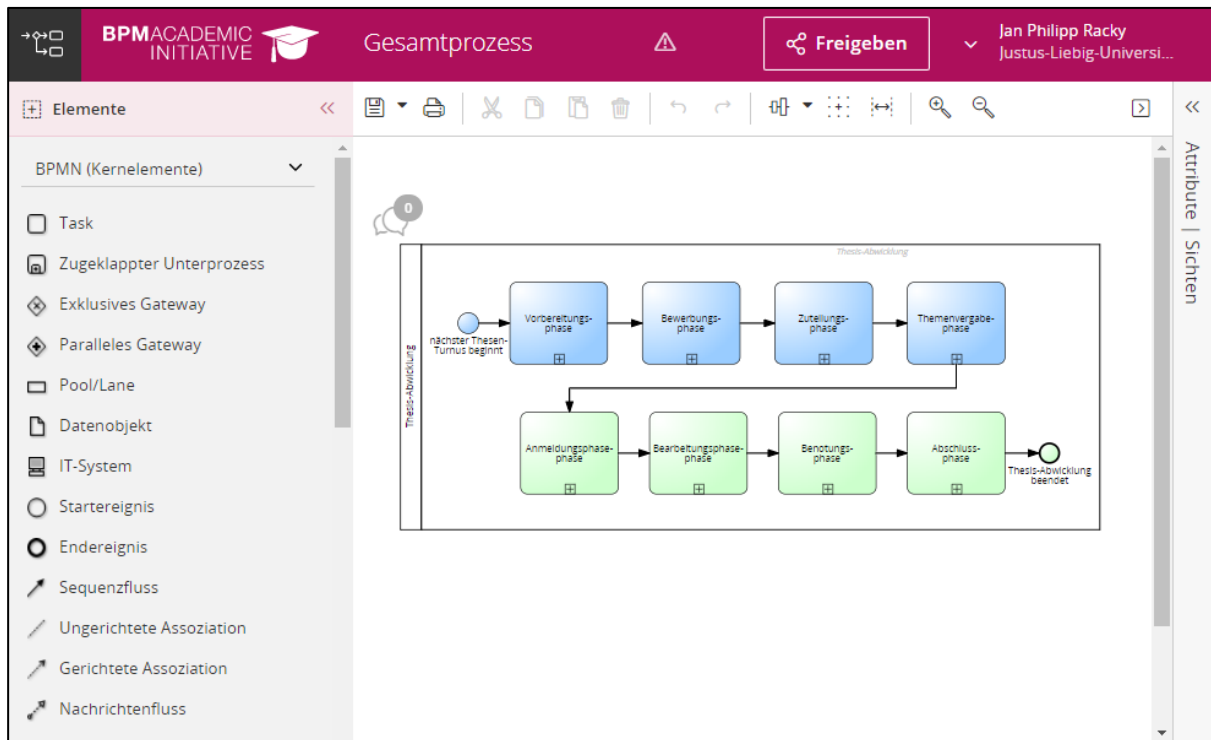 BPMACADEMIC
INITIATIVE
Gesamtprozess
Freigeben
Jan Philipp Racky
Justus-Liebig-Universi...
Elemente
BPMN (Kernelemente)
Task
Zugeklappter Unterprozess
Exklusives Gateway
Paralleles Gateway
Pool/Lane
Datenobjekt
IT-System
Startereignis
Endereignis
Sequenzfluss
Ungerichtete Assoziation
Gerichtete Assoziation
Nachrichtenfluss
0
Thesis-Abwicklung
Thesis-Abwicklung
nächster Thesen-
Turnus beginnt
Vorbereitungs-
phase
Bewerbungs-
phase
Zuteilungs-
phase
Themenvergabe-
phase
Anmeldungsphase-
phase
Bearbeitungsphase-
phase
Benotungs-
phase
Abschluss-
phase
Thesis-Abwicklung
beendet
Attribute | Sichten